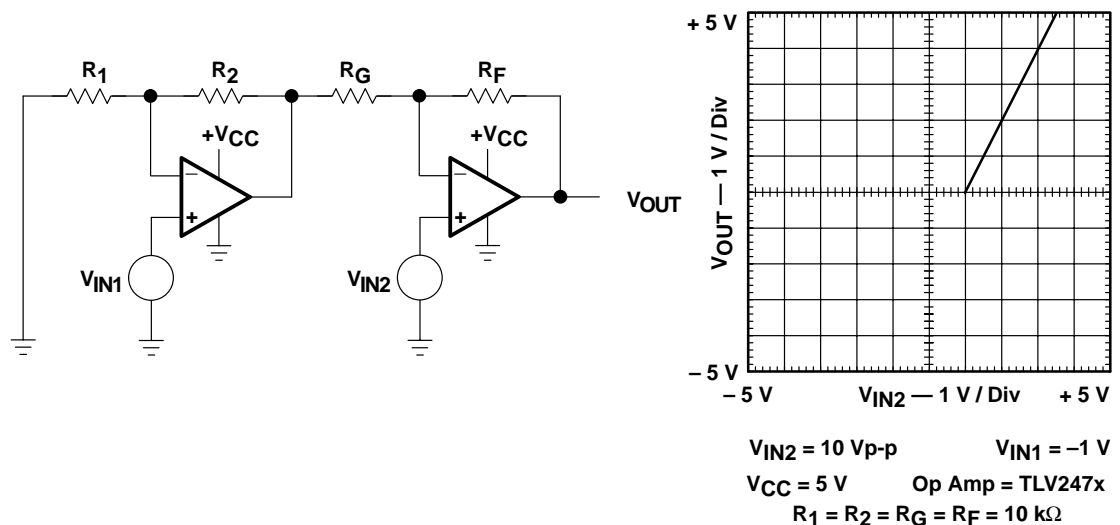 R1 R2 RG RF
+VCC +VCC
– –
+ +
VOUT
VIN1 VIN2
+ 5 V
VOUT — 1 V / Div
– 5 V
– 5 V VIN2 — 1 V / Div + 5 V
VIN2 = 10 Vp-p VIN1 = –1 V
VCC = 5 V Op Amp = TLV247x
R1 = R2 = RG = RF = 10 kΩ